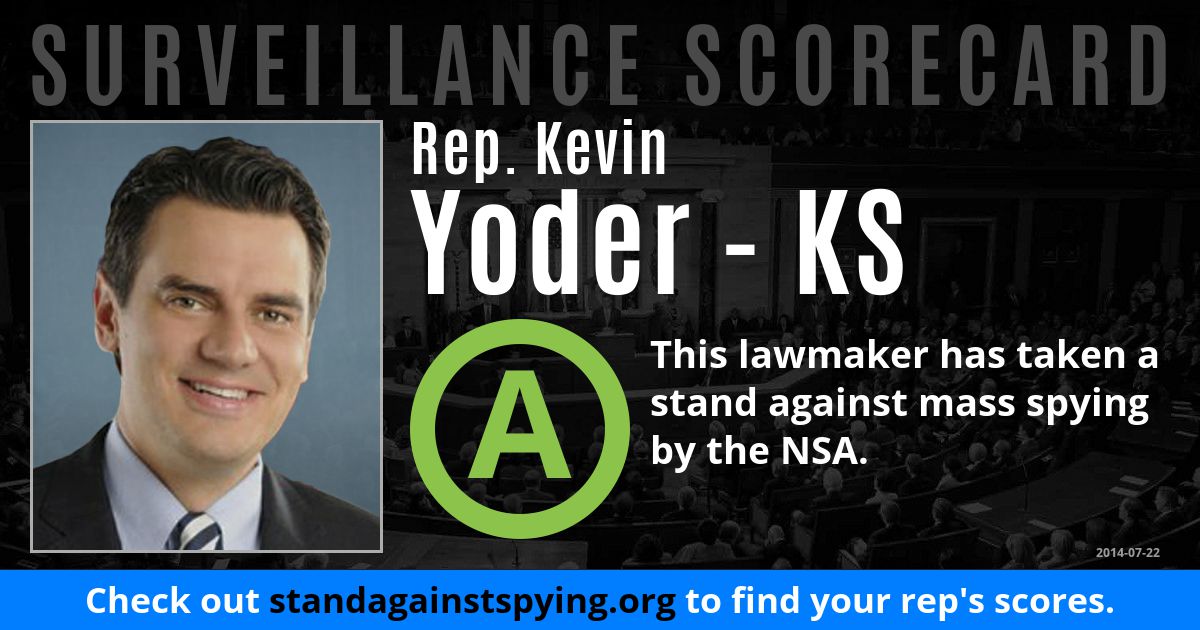 SURVEILLANCE SCORECARD
Rep. Kevin
Yoder - KS
A
This lawmaker has taken a
stand against mass spying
by the NSA.
2014-07-22
Check out standagainstspying.org to find your rep's scores.